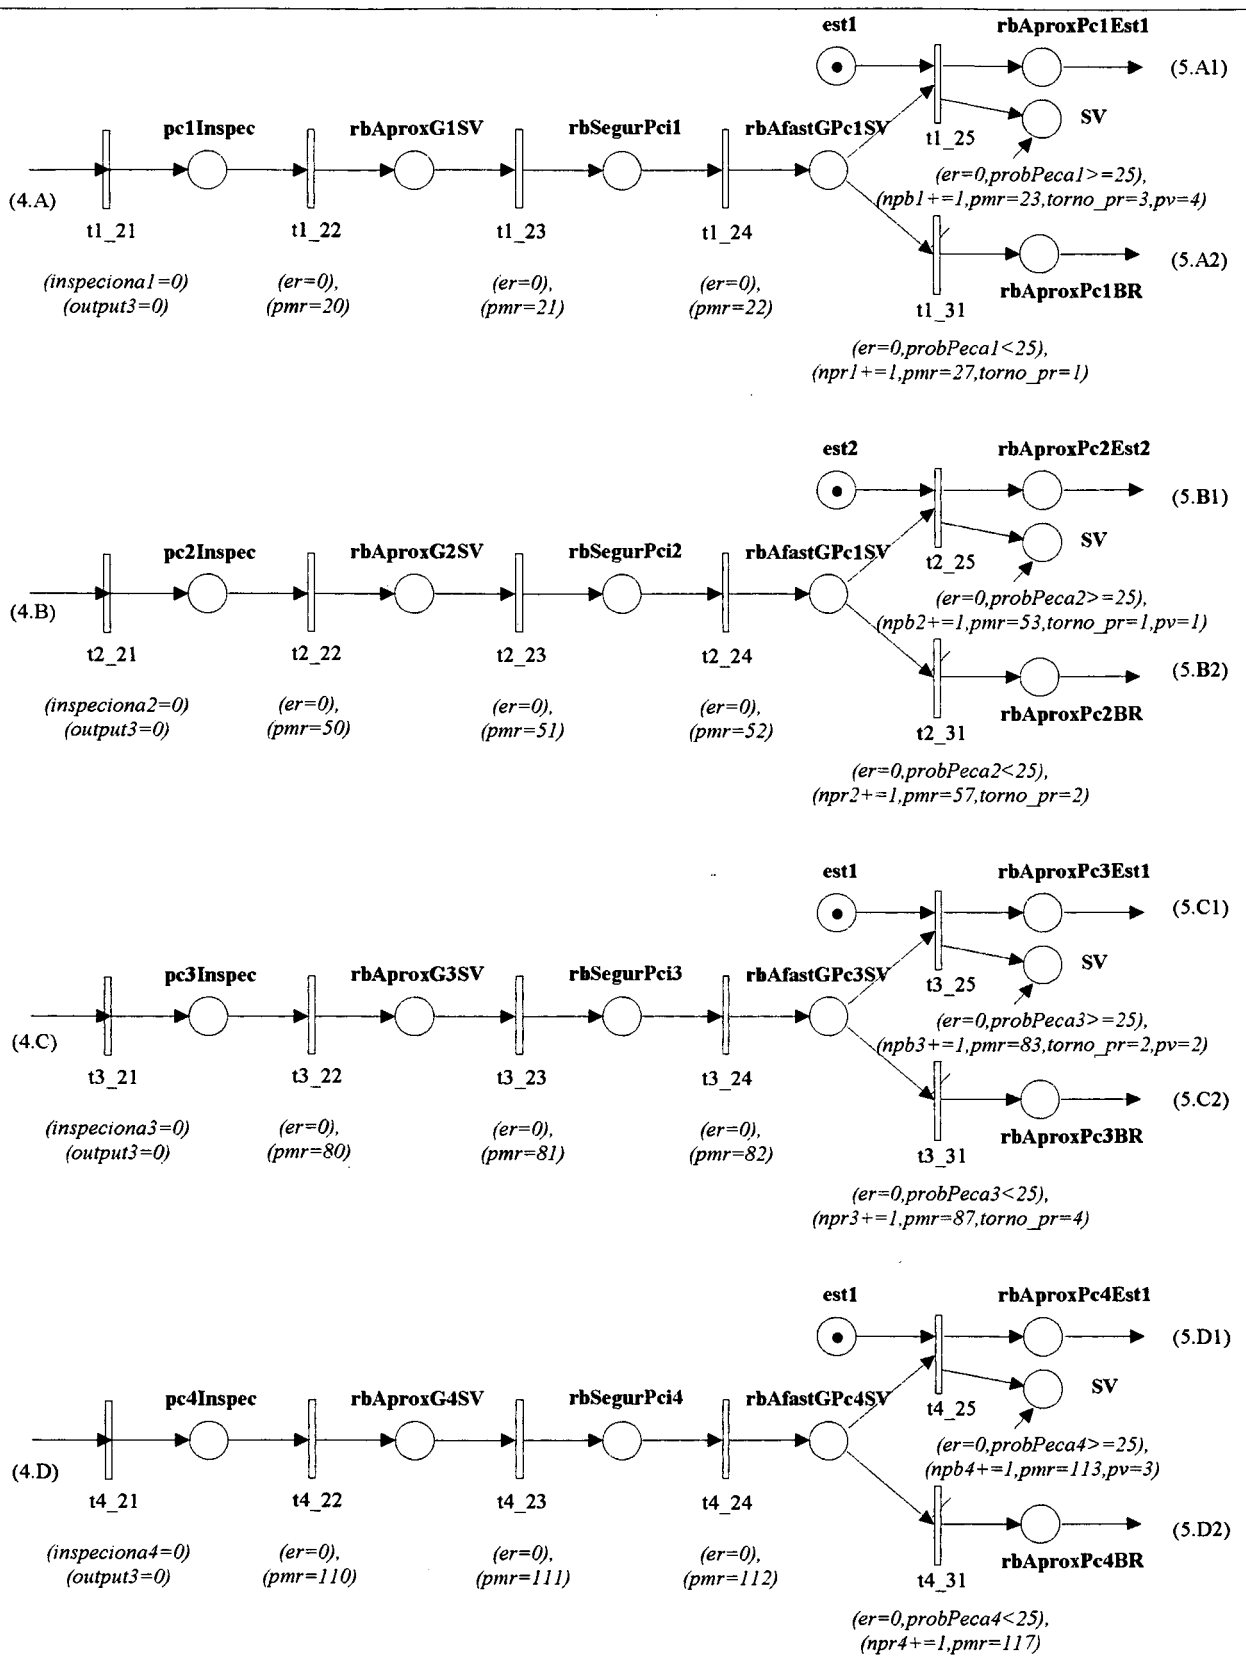 est1 rbAproxPc1Est1
(5.A1)
SV
pc1Inspec rbAproxG1SV rbSegurPci1 rbAfastGPc1SV
t1_25
(er=0,probPeca1>=25),
(npb1+=1,pmr=23,torno_pr=3,pv=4)
(4.A)
t1_21 t1_22 t1_23 t1_24
(5.A2)
rbAproxPc1BR
t1_31
(inspeciona1=0) (er=0), (er=0), (er=0),
(output3=0) (pmr=20) (pmr=21) (pmr=22)
(er=0,probPeca1<25),
(npr1+=1,pmr=27,torno_pr=1)
est2 rbAproxPc2Est2
(5.B1)
SV
pc2Inspec rbAproxG2SV rbSegurPci2 rbAfastGPc1SV
t2_25
(er=0,probPeca2>=25),
(npb2+=1,pmr=53,torno_pr=1,pv=1)
(4.B)
t2_21 t2_22 t2_23 t2_24
(5.B2)
rbAproxPc2BR
t2_31
(inspeciona2=0) (er=0), (er=0), (er=0),
(output3=0) (pmr=50) (pmr=51) (pmr=52)
(er=0,probPeca2<25),
(npr2+=1,pmr=57,torno_pr=2)
est1 rbAproxPc3Est1
(5.C1)
SV
pc3Inspec rbAproxG3SV rbSegurPci3 rbAfastGPc3SV
t3_25
(er=0,probPeca3>=25),
(npb3+=1,pmr=83,torno_pr=2,pv=2)
(4.C)
t3_21 t3_22 t3_23 t3_24
(5.C2)
rbAproxPc3BR
t3_31
(inspeciona3=0) (er=0), (er=0), (er=0),
(output3=0) (pmr=80) (pmr=81) (pmr=82)
(er=0,probPeca3<25),
(npr3+=1,pmr=87,torno_pr=4)
est1 rbAproxPc4Est1
(5.D1)
SV
pc4Inspec rbAproxG4SV rbSegurPci4 rbAfastGPc4SV
t4_25
(er=0,probPeca4>=25),
(npb4+=1,pmr=113,pv=3)
(4.D)
t4_21 t4_22 t4_23 t4_24
(5.D2)
rbAproxPc4BR
t4_31
(inspeciona4=0) (er=0), (er=0), (er=0),
(output3=0) (pmr=110) (pmr=111) (pmr=112)
(er=0,probPeca4<25),
(npr4+=1,pmr=117)